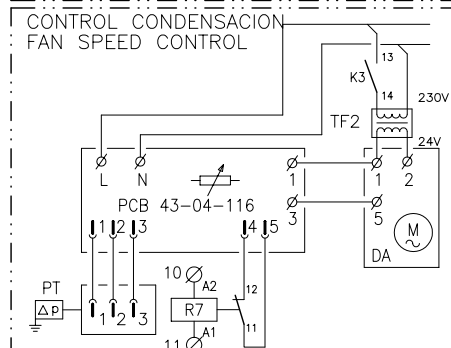 CONTROL CONDENSACION
FAN SPEED CONTROL
13
K3
14
230V
TF2
24V
L N 1 1 2
PCB 43-04-116
3 5
1 2 3 4 5
M
DA
PT
10 A2 12
Δp R7
1 2 3
11 A1 11